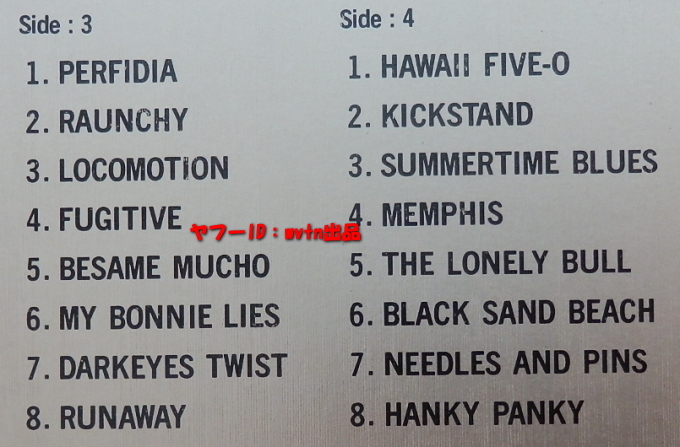 Side : 3
1. PERFIDIA
2. RAUNCHY
3. LOCOMOTION
4. FUGITIVE
5. BESAME MUCHO
6. MY BONNIE LIES
7. DARKEYES TWIST
8. RUNAWAY
Side : 4
1. HAWAII FIVE-O
2. KICKSTAND
3. SUMMERTIME BLUES
4. MEMPHIS
5. THE LONELY BULL
6. BLACK SAND BEACH
7. NEEDLES AND PINS
8. HANKY PANKY
ヤフーID：mvtn出品